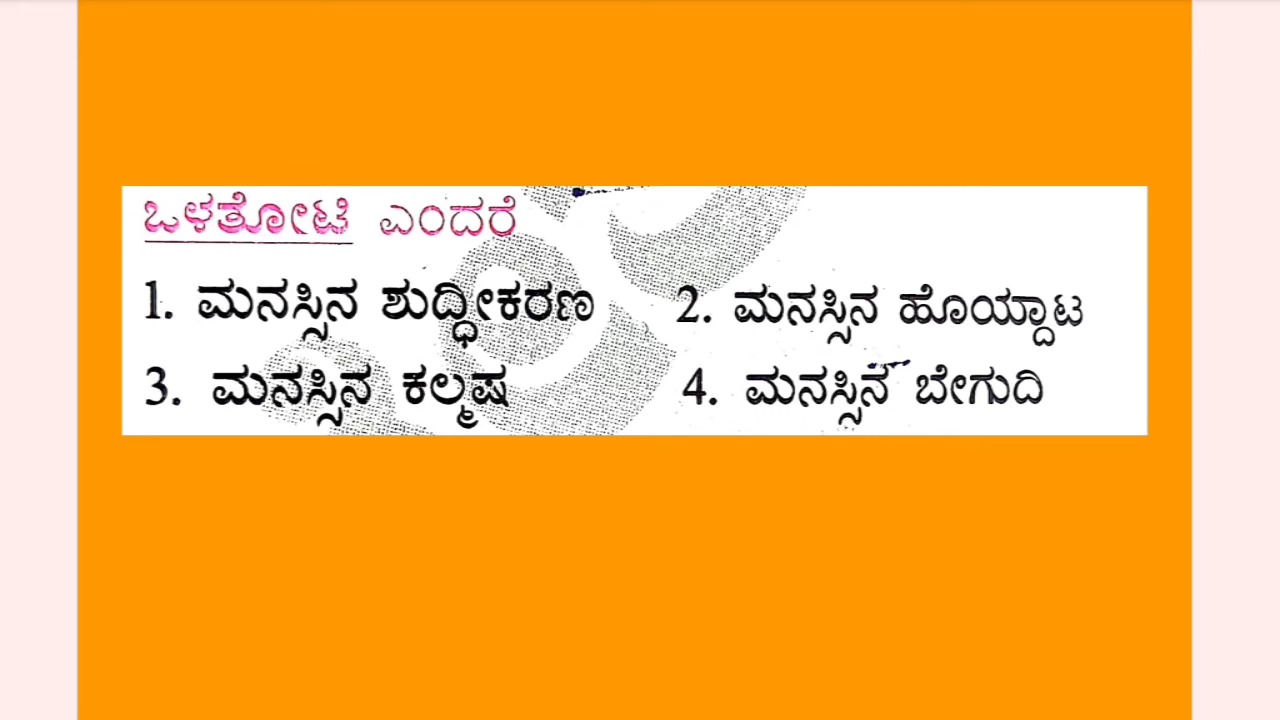 ಒಳತೋಟಿ ಎಂದರೆ
1. ಮನಸ್ಸಿನ ಶುದ್ಧೀಕರಣ 2. ಮನಸ್ಸಿನ ಹೊಯ್ದಾಟ
3. ಮನಸ್ಸಿನ ಕಲ್ಮಷ 4. ಮನಸ್ಸಿನ ಬೇಗುದಿ